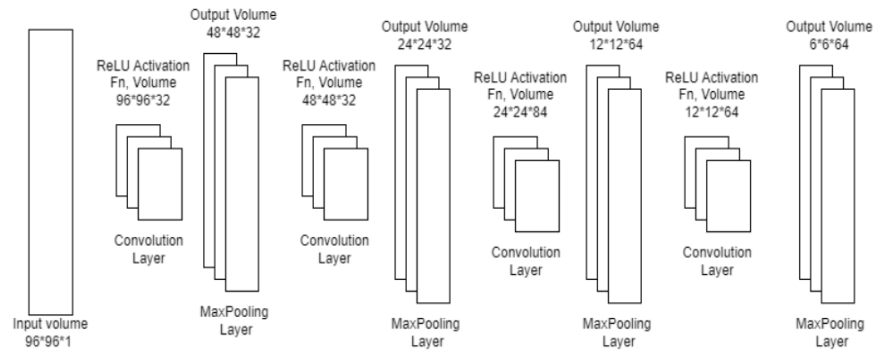 Output Volume
48*48*32
Output Volume
24*24*32
Output Volume
12*12*64
Output Volume
6*6*64
ReLU Activation
Fn, Volume
96*96*32
ReLU Activation
Fn, Volume
48*48*32
ReLU Activation
Fn, Volume
24*24*84
ReLU Activation
Fn, Volume
12*12*64
Convolution
Layer
Convolution
Layer
Convolution
Layer
Convolution
Layer
MaxPooling
Layer
Input volume
96*96*1
MaxPooling
Layer
MaxPooling
Layer
MaxPooling
Layer